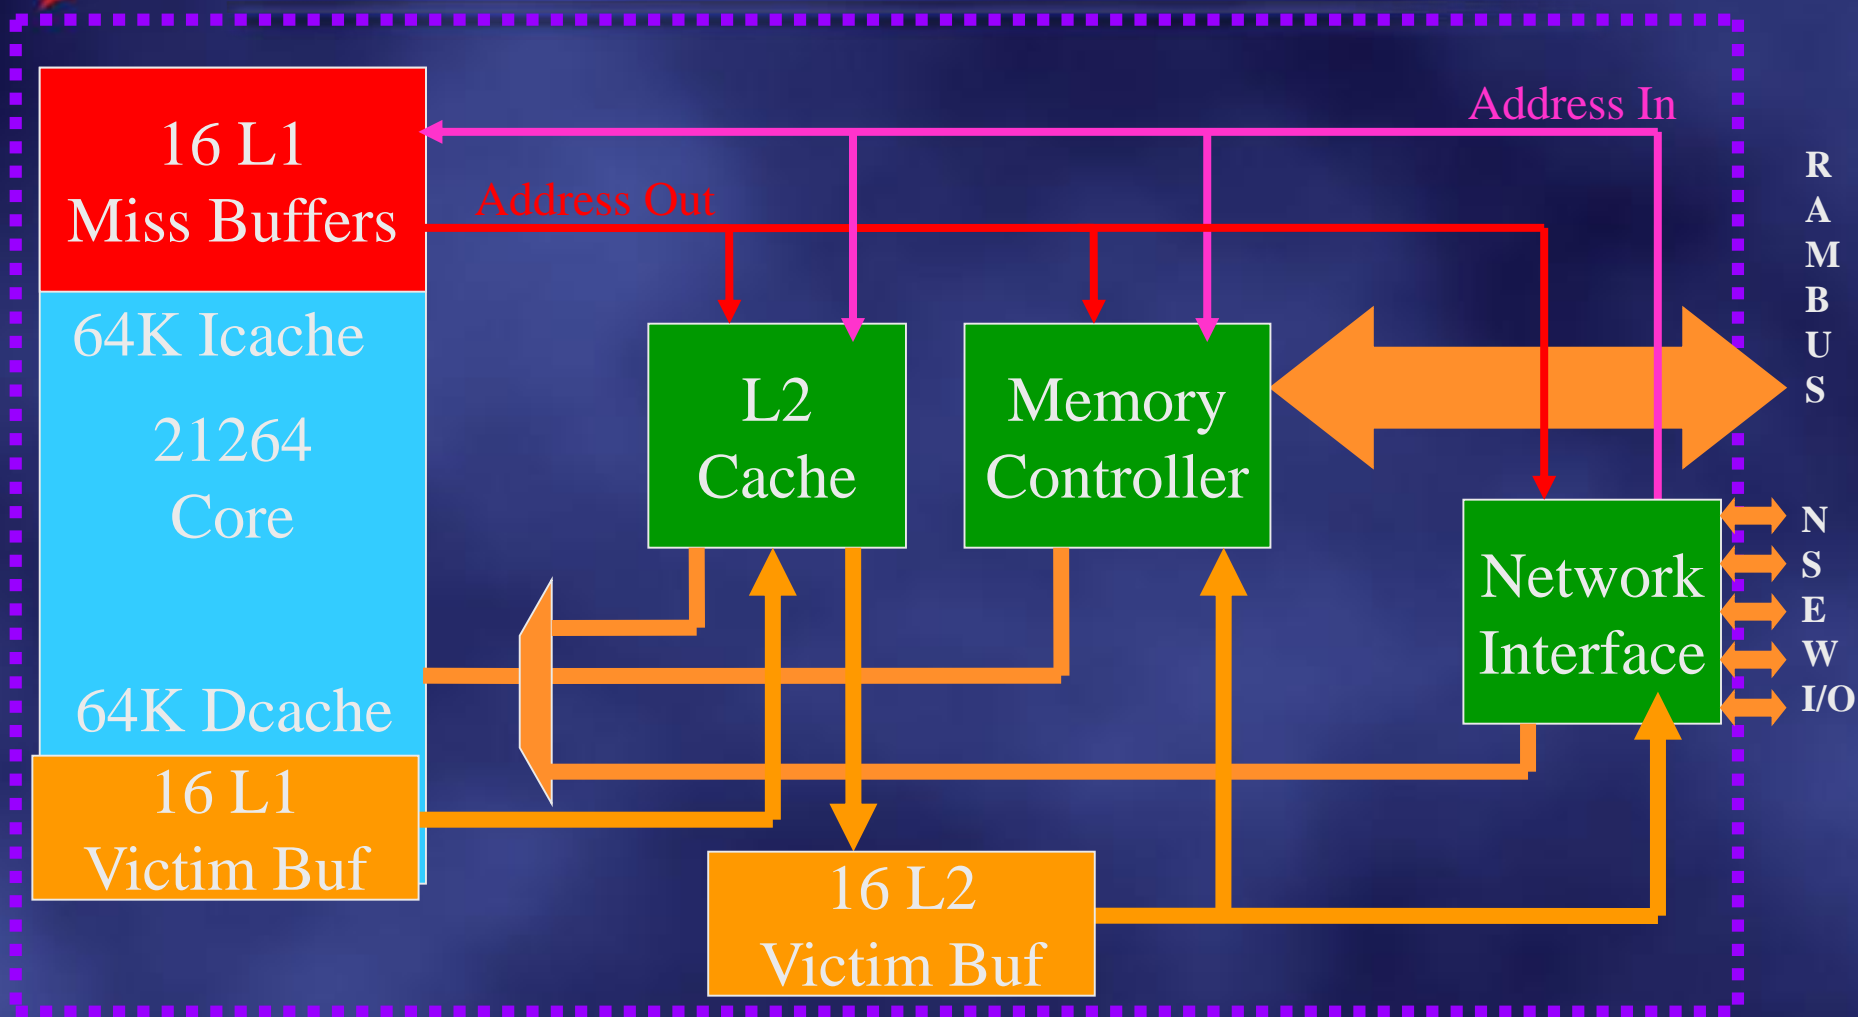 Address In
16 L1
Miss Buffers
Address Out
RAMBUS
64K Icache
21264
Core
L2
Cache
Memory
Controller
Network
Interface
N
S
E
W
I/O
64K Dcache
16 L1
Victim Buf
16 L2
Victim Buf